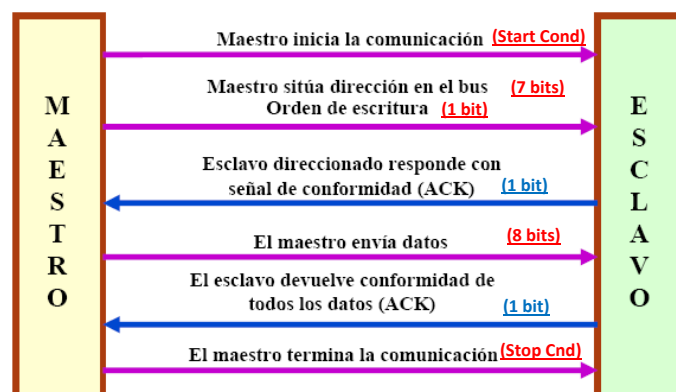 Maestro inicia la comunicación (Start Cond)
Maestro sitúa dirección en el bus (7 bits)
Orden de escritura (1 bit)
Esclavo direccionado responde con
señal de conformidad (ACK) (1 bit)
El maestro envía datos (8 bits)
El esclavo devuelve conformidad de
todos los datos (ACK) (1 bit)
El maestro termina la comunicación (Stop Cnd)
MAESTRO
ESCLAVO